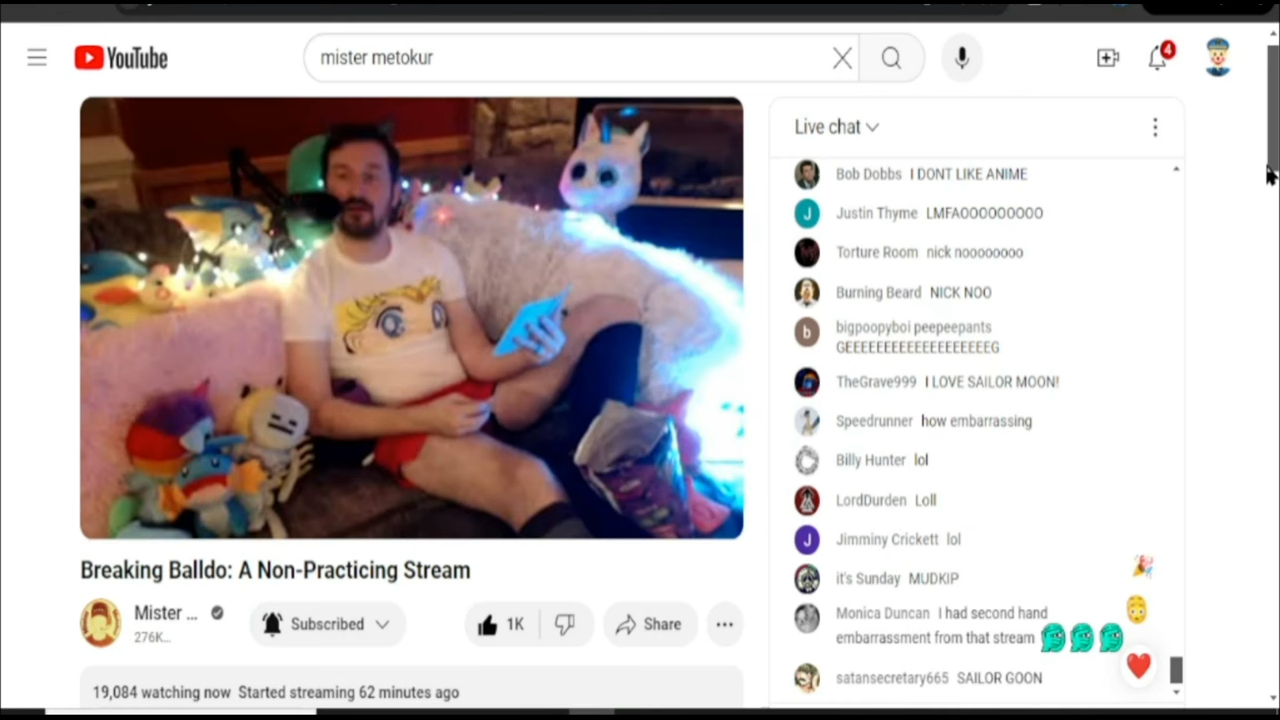 YouTube
mister metokur
4
Live chat
Bob Dobbs I DONT LIKE ANIME
Justin Thyme LMFAOOOOOOOOO
Torture Room nick nooooooooo
Burning Beard NICK NOO
bigpoopyboi peepeepants
GEEEEEEEEEEEEEEEEEEEEG
TheGrave999 I LOVE SAILOR MOON!
Speedrunner how embarrassing
Billy Hunter lol
LordDurden Loll
Jimminy Crickett lol
it's Sunday MUDKIP
Monica Duncan I had second hand
embarrassment from that stream
satansecretary665 SAILOR GOON
Breaking Balldo: A Non-Practicing Stream
Mister ...
276K...
Subscribed
1K
Share
19,084 watching now Started streaming 62 minutes ago